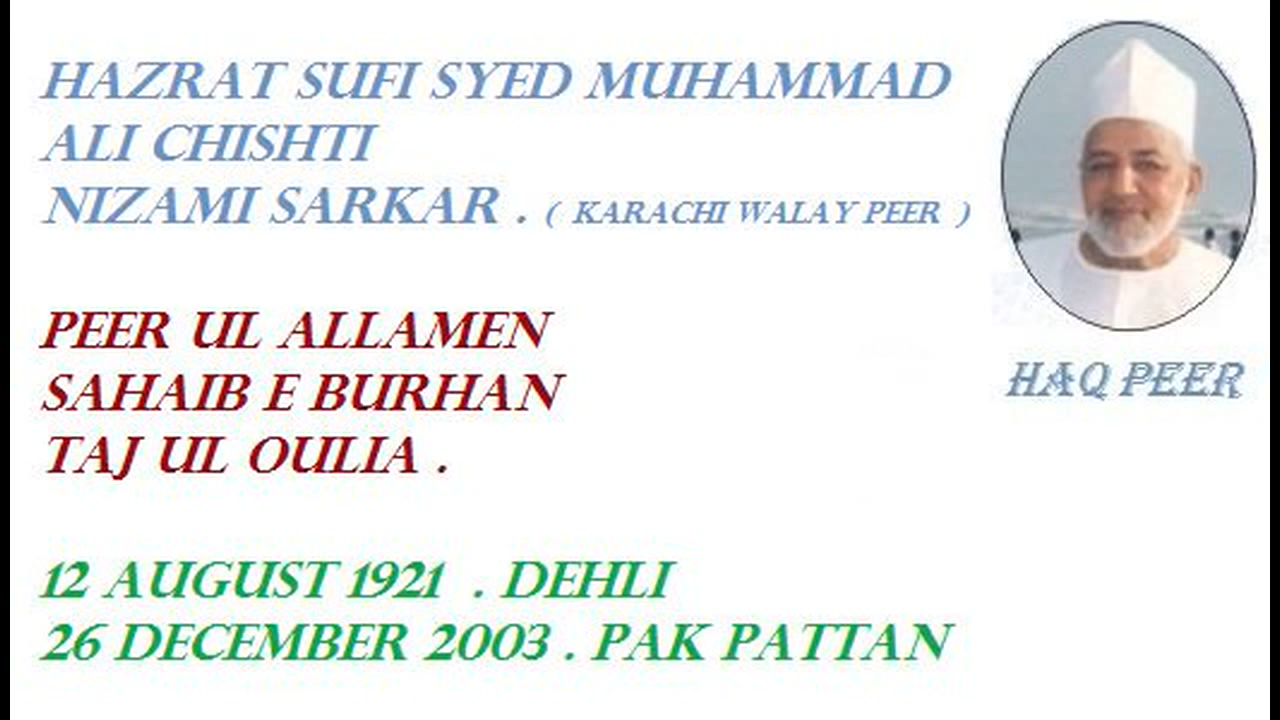 HAZRAT SUFI SYED MUHAMMAD
ALI CHISHTI
NIZAMI SARKAR . ( KARACHI WALAY PEER )
HAQ PEER
PEER UL ALLAMEN
SAHAIB E BURHAN
TAJ UL OULIA .
12 AUGUST 1921 . DEHLI
26 DECEMBER 2003 . PAK PATTAN